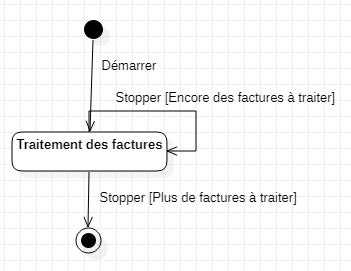 Démarrer
Stopper [Encore des factures à traiter]
Traitement des factures
Stopper [Plus de factures à traiter]